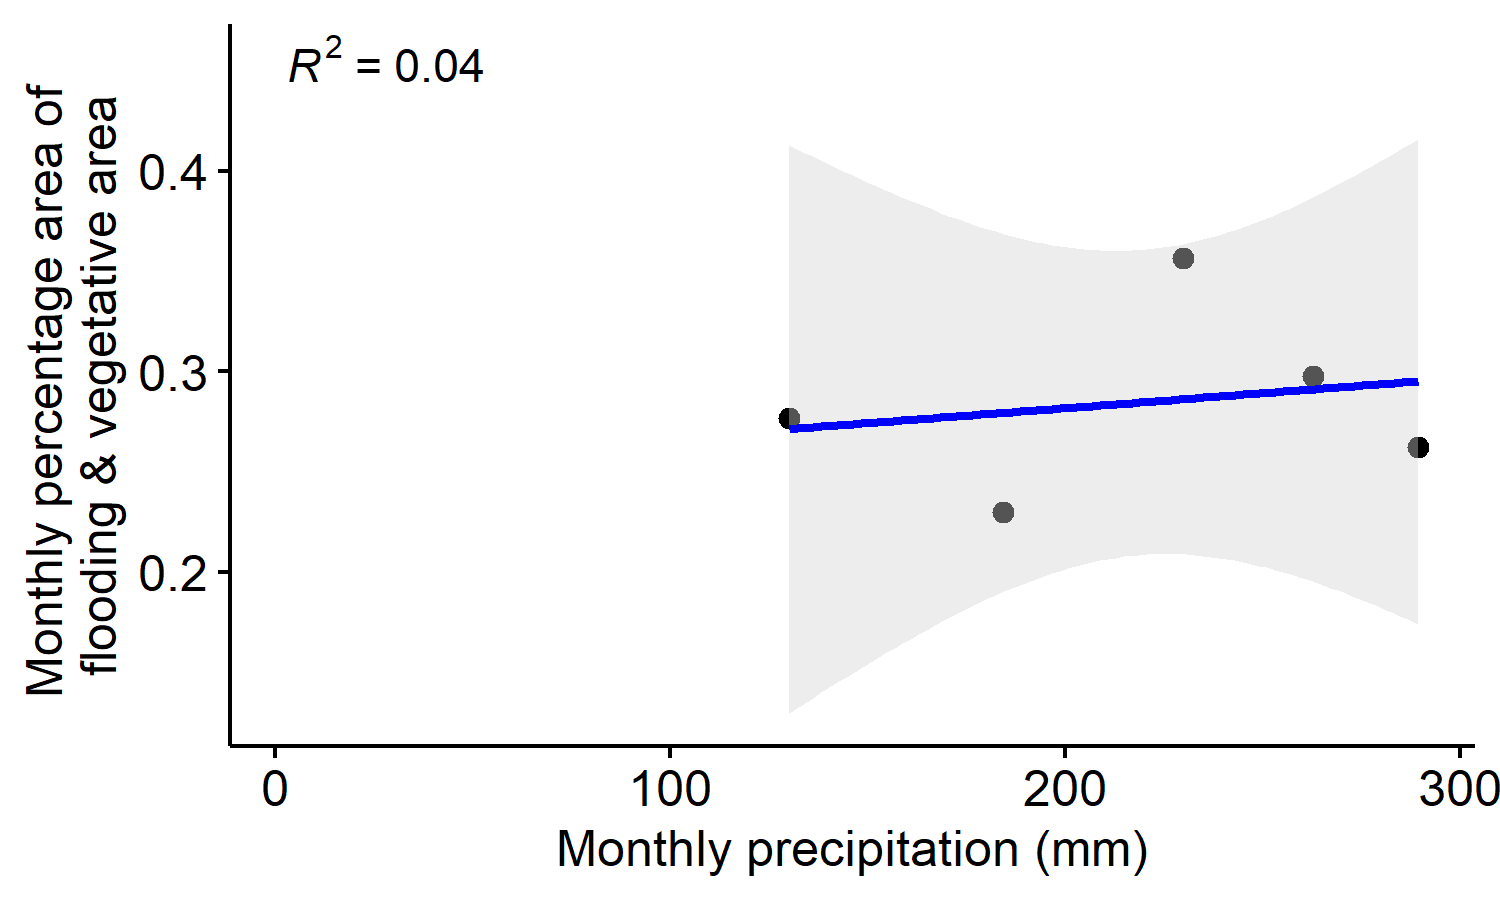 R² = 0.04
Monthly percentage area of
flooding & vegetative area
0.4
0.3
0.2
0 100 200 300
Monthly precipitation (mm)